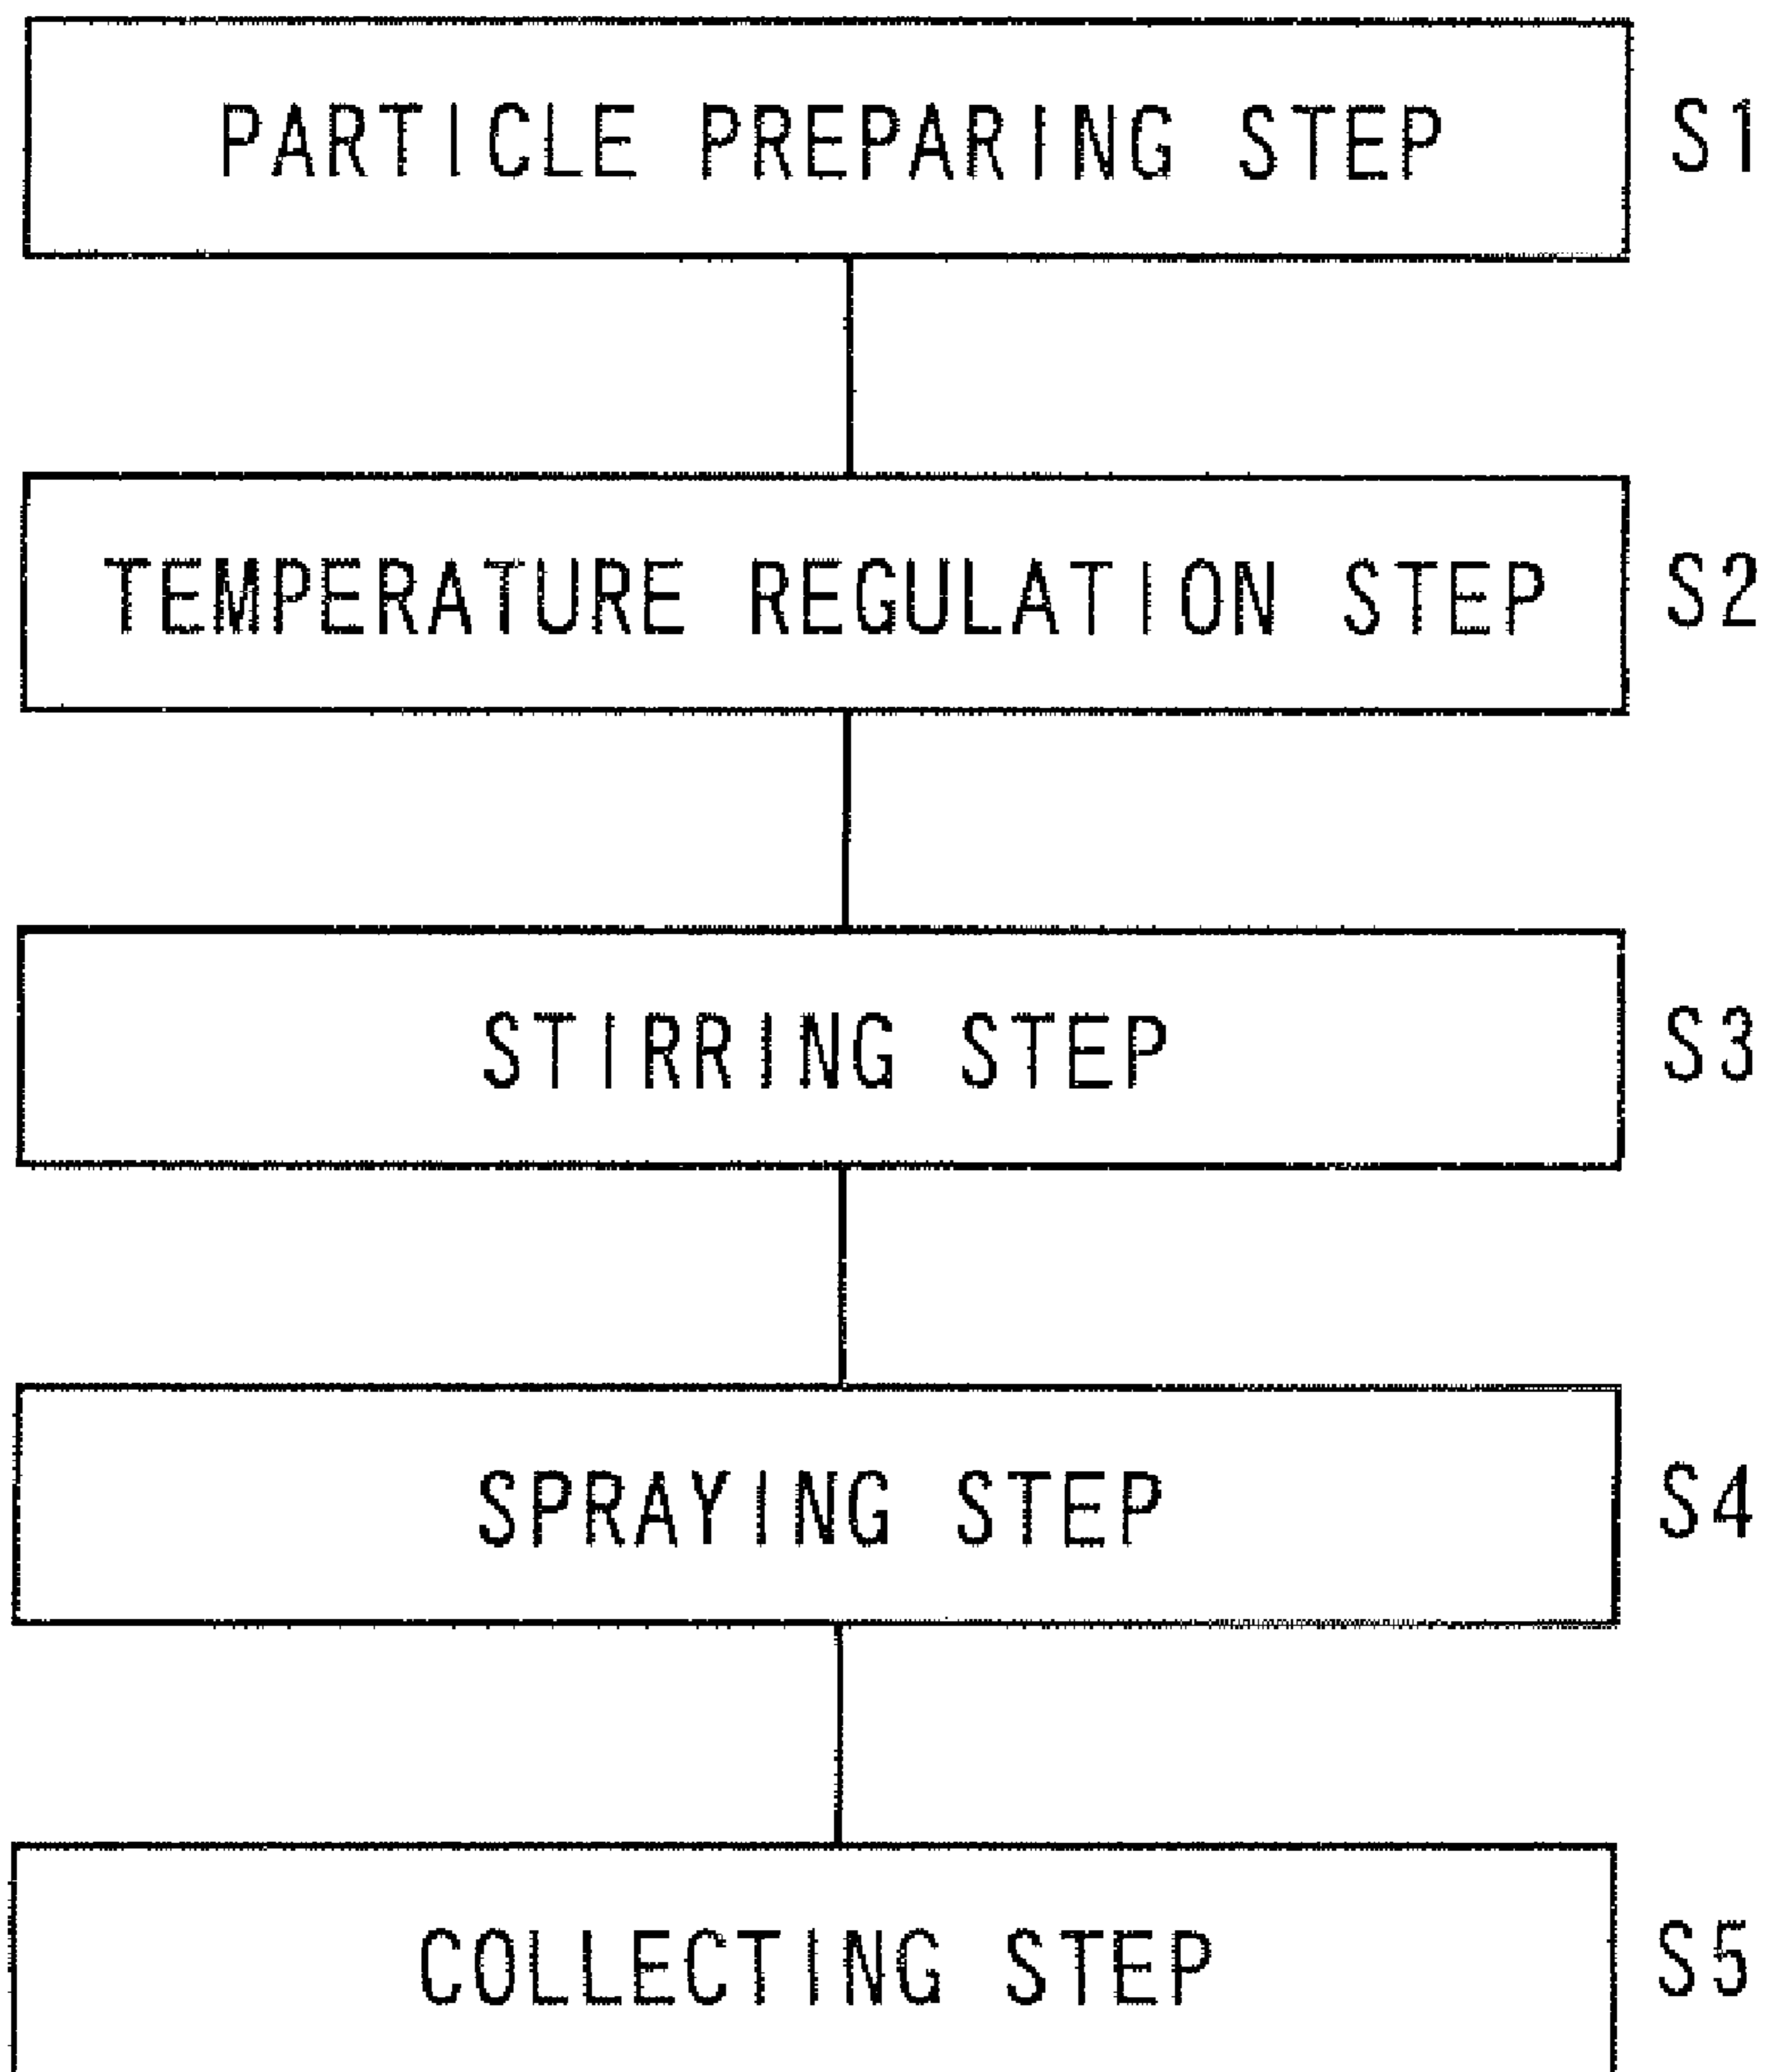 PARTICLE PREPARING STEP S1
TEMPERATURE REGULATION STEP S2
STIRRING STEP S3
SPRAYING STEP S4
COLLECTING STEP S5